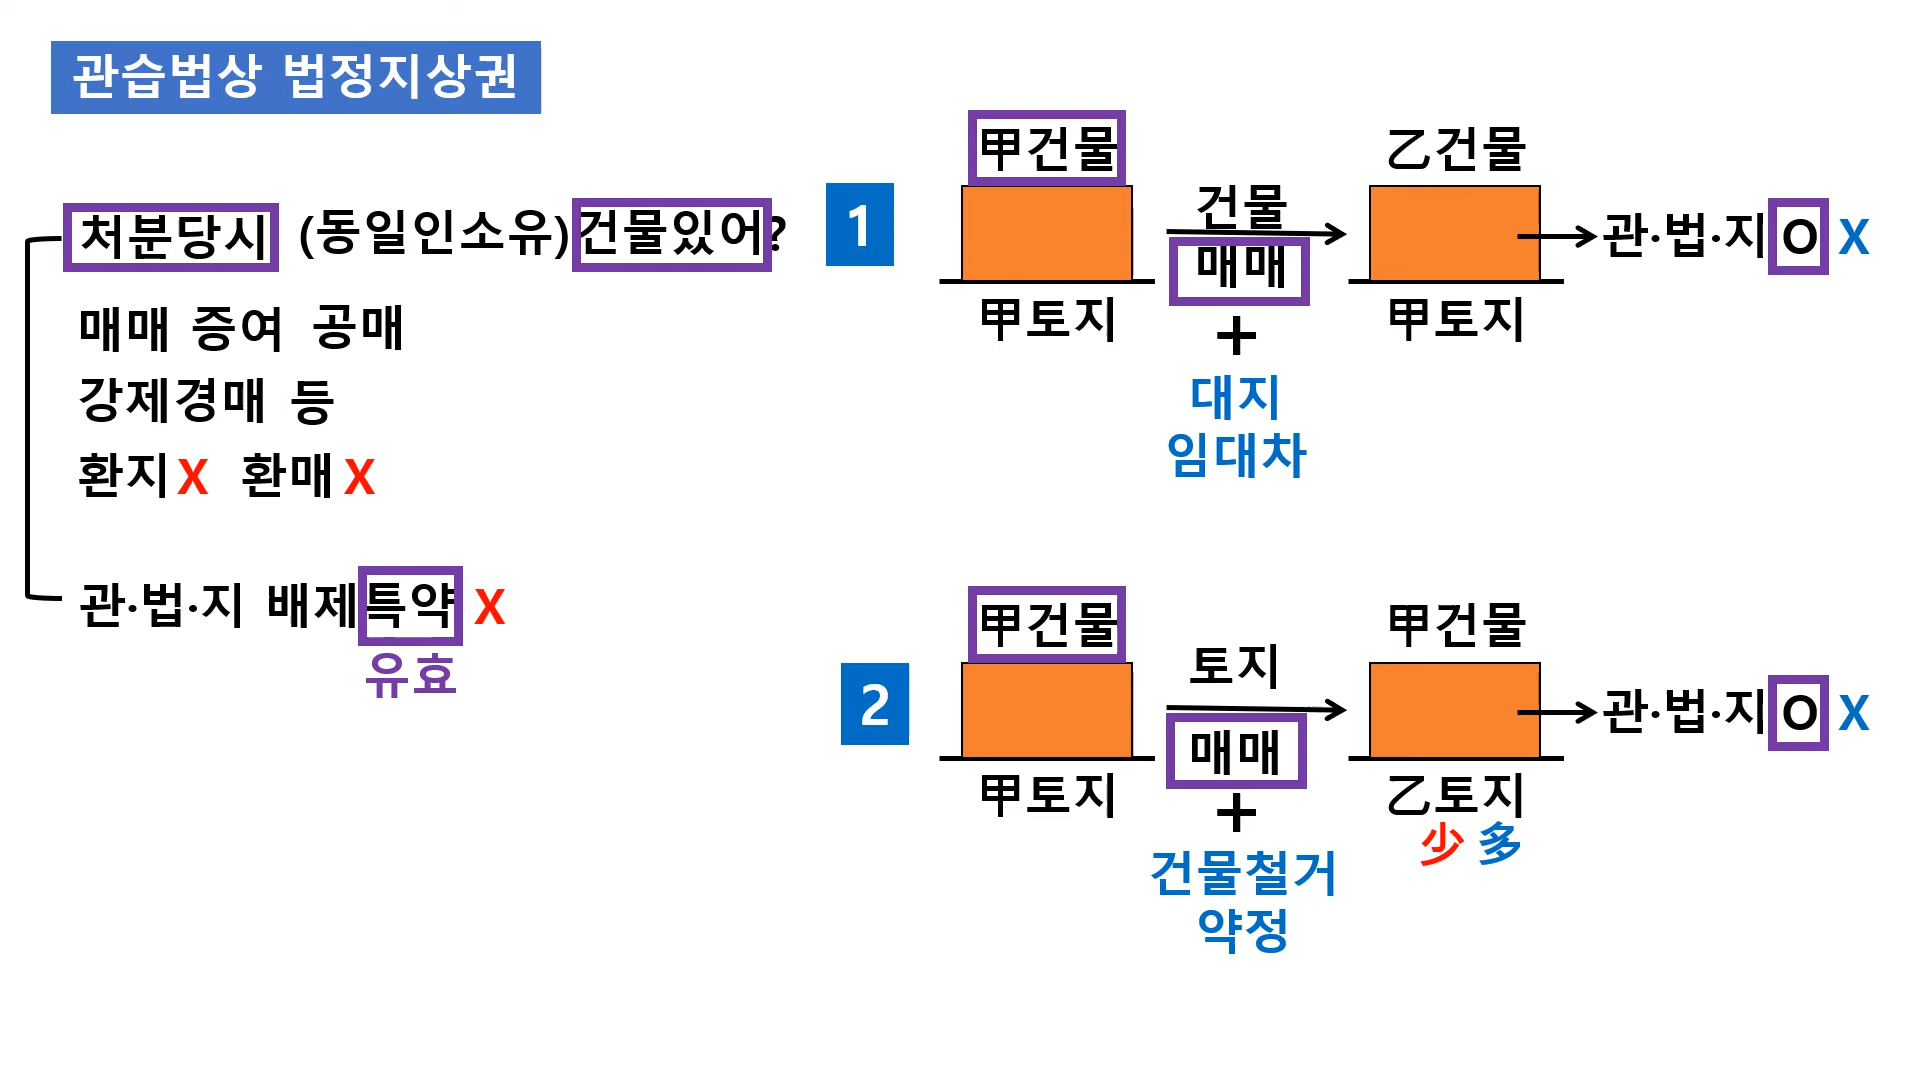 관습법상 법정지상권
처분당시 (동일인소유)건물있어?
매매 증여 공매
강제경매 등
환지X 환매X
관·법·지 배제특약 X
유효
1
甲건물
甲토지
건물
매매
+
대지
임대차
乙건물
甲토지
관·법·지 O X
2
甲건물
甲토지
토지
매매
+
건물철거
약정
甲건물
乙토지
少 多
관·법·지 O X